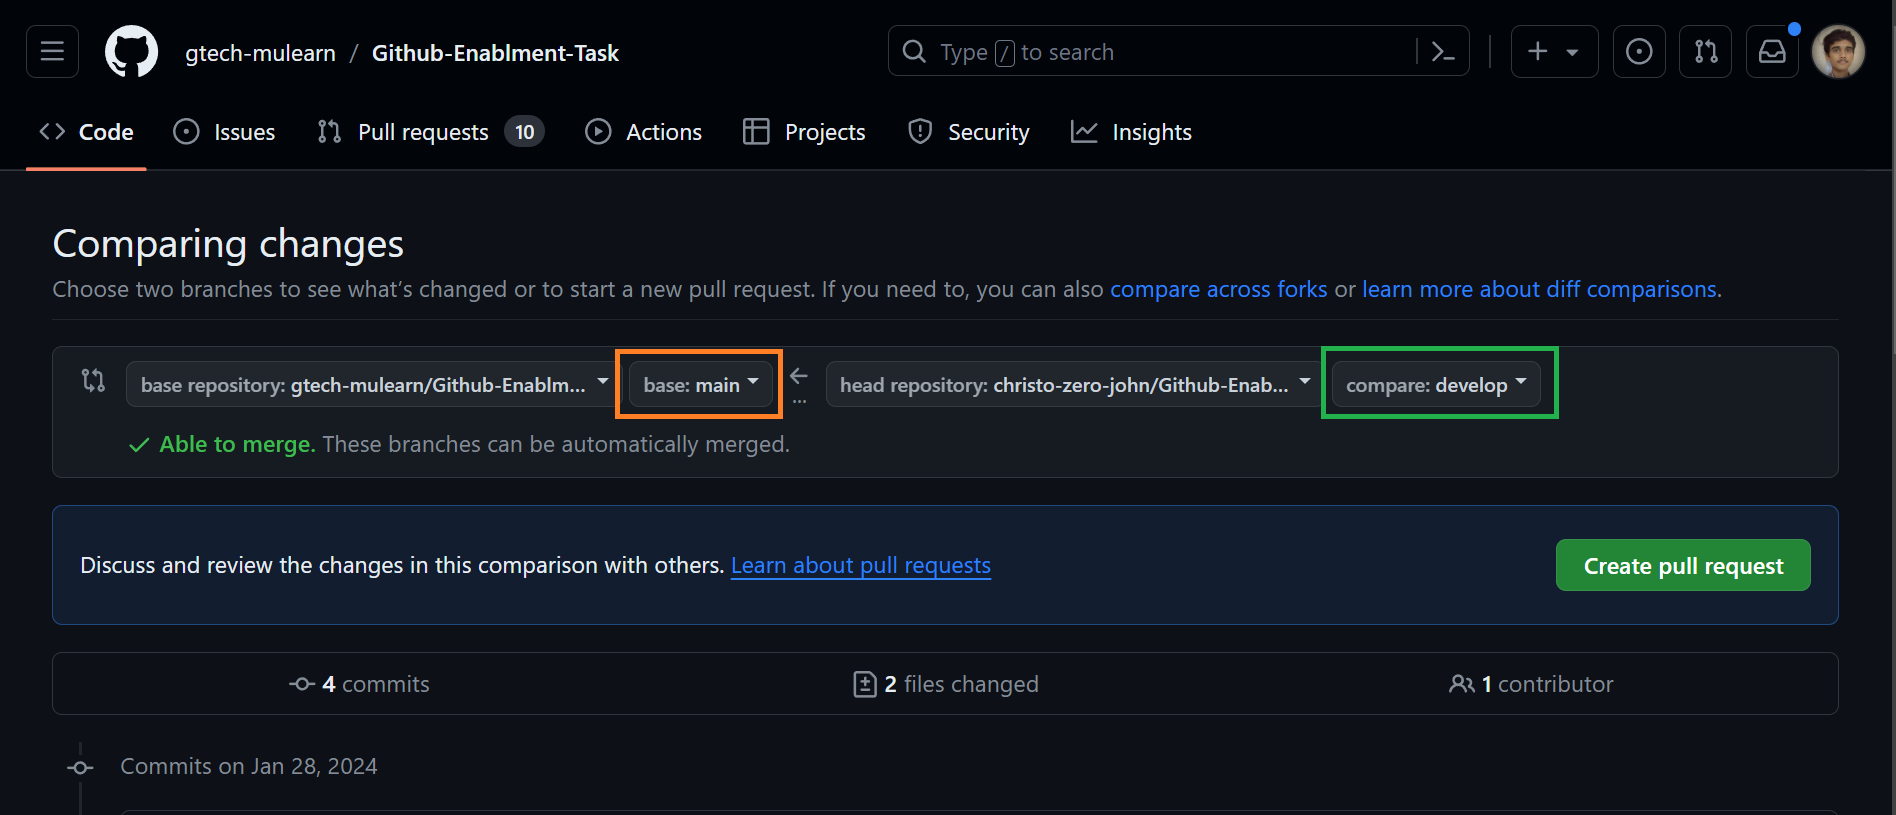 gtech-mulearn / Github-Enablment-Task
Type / to search
Code Issues Pull requests 10 Actions Projects Security Insights
Comparing changes
Choose two branches to see what's changed or to start a new pull request. If you need to, you can also compare across forks or learn more about diff comparisons.
base repository: gtech-mulearn/Github-Enablm... base: main ... head repository: christo-zero-john/Github-Enab... compare: develop
Able to merge. These branches can be automatically merged.
Discuss and review the changes in this comparison with others. Learn about pull requests
Create pull request
4 commits 2 files changed 1 contributor
Commits on Jan 28, 2024